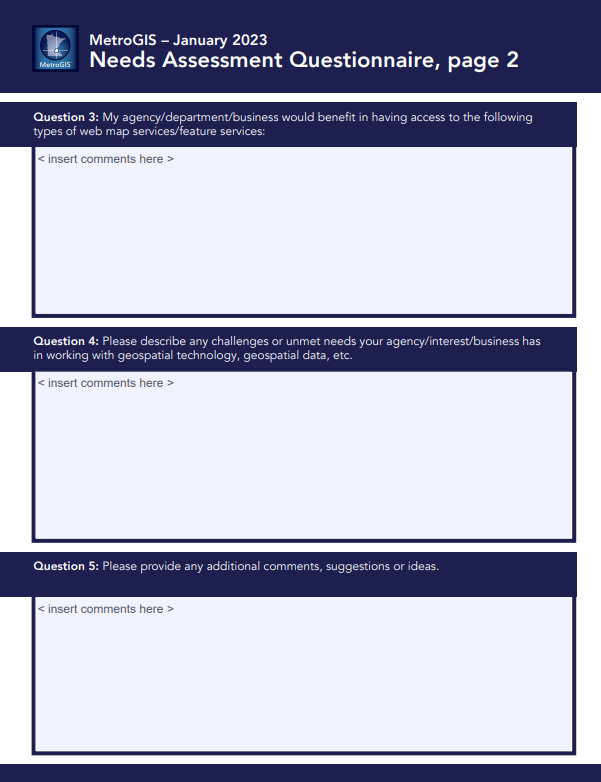 MetroGIS
MetroGIS – January 2023
Needs Assessment Questionnaire, page 2
Question 3: My agency/department/business would benefit in having access to the following
types of web map services/feature services:
< insert comments here >
Question 4: Please describe any challenges or unmet needs your agency/interest/business has
in working with geospatial technology, geospatial data, etc.
< insert comments here >
Question 5: Please provide any additional comments, suggestions or ideas.
< insert comments here >